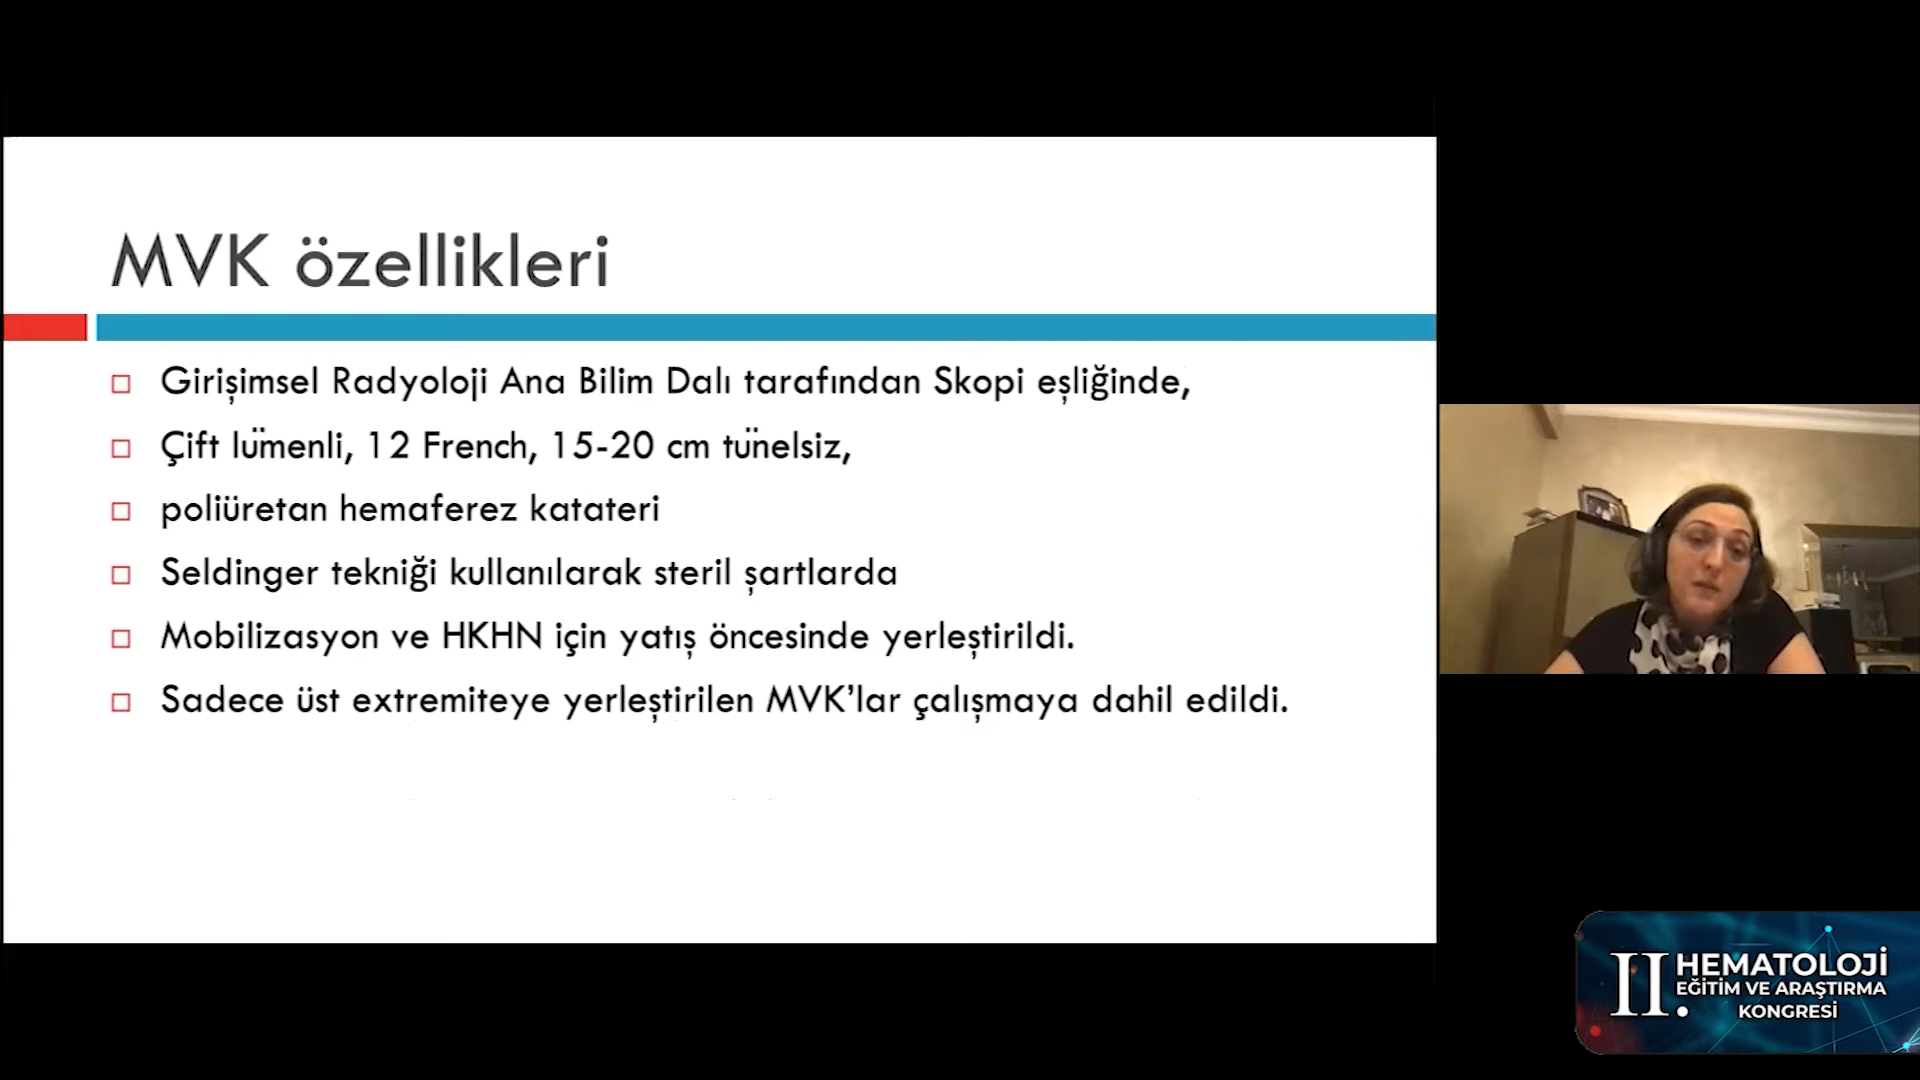 MVK özellikleri
Girişimsel Radyoloji Ana Bilim Dalı tarafından Skopi eşliğinde,
Çift lümenli, 12 French, 15-20 cm tünelsiz,
poliüretan hemaferez katateri
Seldinger tekniği kullanılarak steril şartlarda
Mobilizasyon ve HKHN için yatış öncesinde yerleştirildi.
Sadece üst extremiteye yerleştirilen MVK’lar çalışmaya dahil edildi.
II. HEMATOLOJİ
EĞİTİM VE ARAŞTIRMA
KONGRESİ